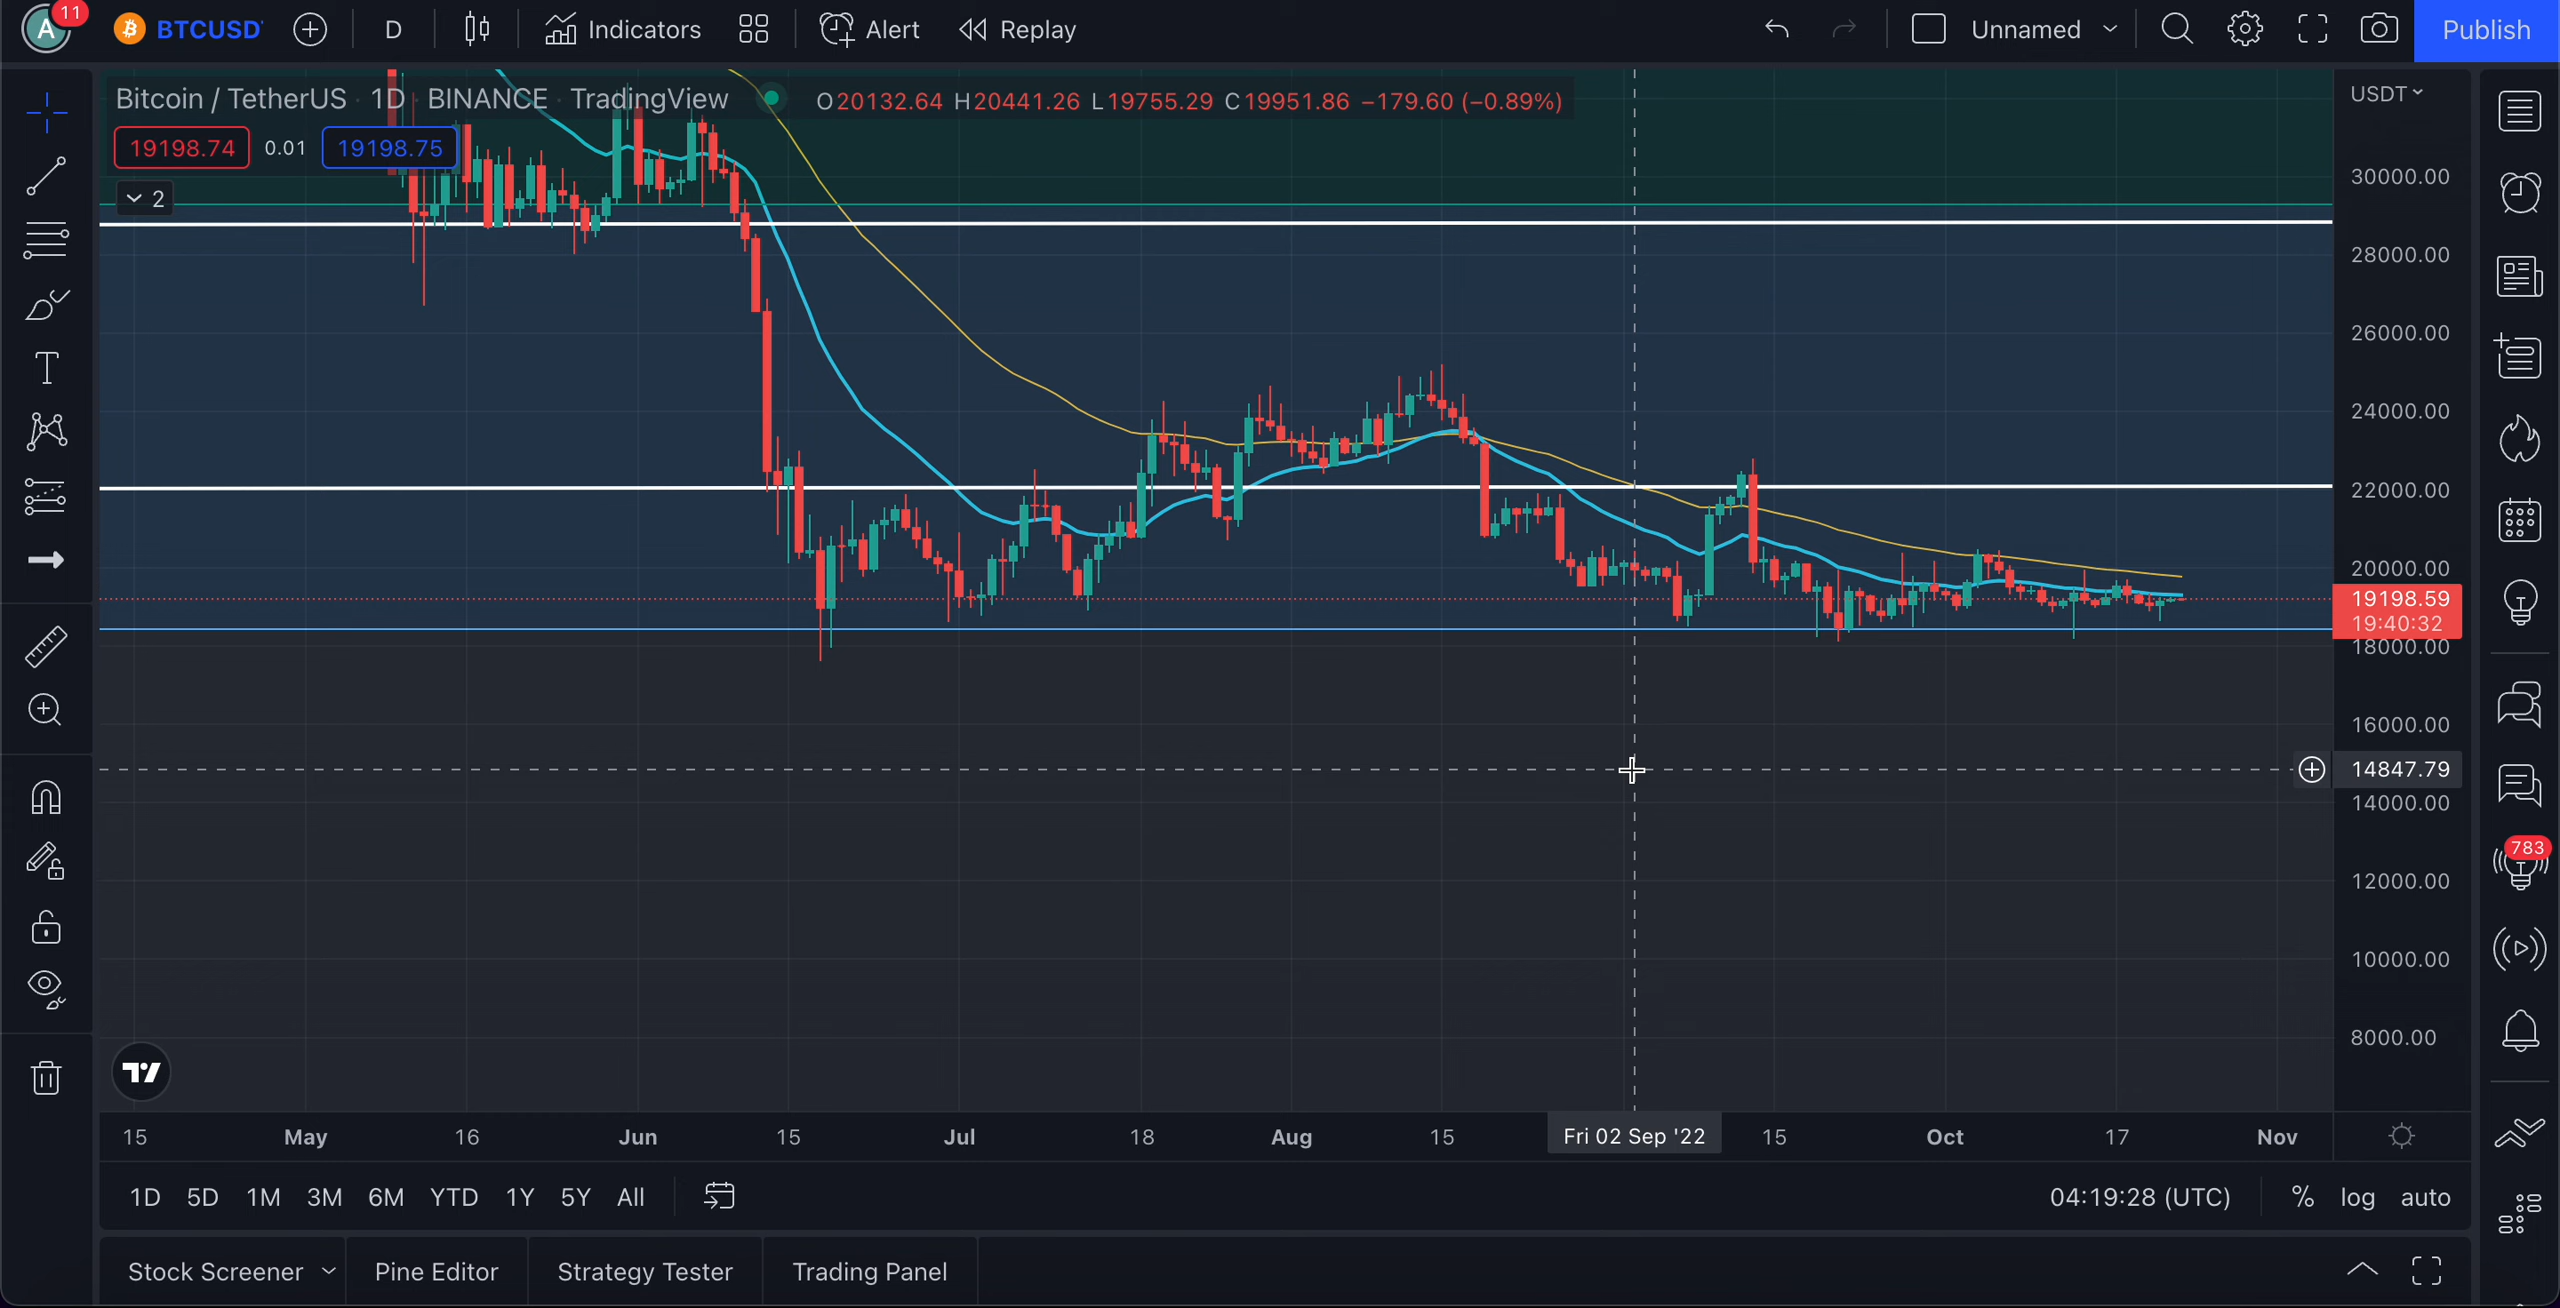 A 11 BTCUSD' D Indicators Alert Replay Unnamed Publish
Bitcoin / TetherUS · 1D · BINANCE · TradingView O20132.64 H20441.26 L19755.29 C19951.86 −179.60 (−0.89%) USDT
19198.74 0.01 19198.75
2
30000.00
28000.00
26000.00
24000.00
22000.00
20000.00
19198.59
19:40:32
18000.00
16000.00
14847.79
14000.00
12000.00
10000.00
8000.00
783
15 May 16 Jun 15 Jul 18 Aug 15 Fri 02 Sep '22 15 Oct 17 Nov
1D 5D 1M 3M 6M YTD 1Y 5Y All 04:19:28 (UTC) % log auto
Stock Screener Pine Editor Strategy Tester Trading Panel